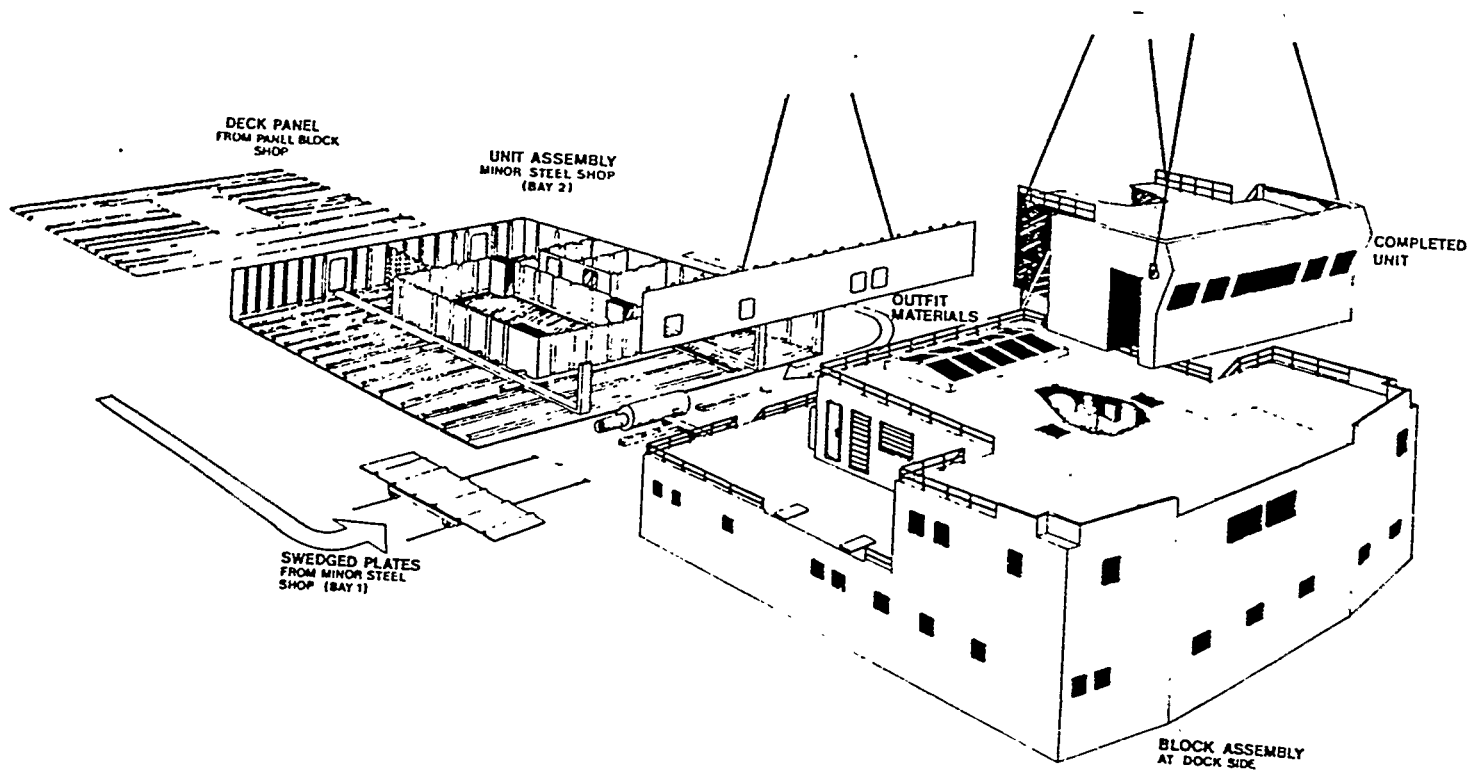 DECK PANEL
FROM PANEL BLOCK
SHOP
UNIT ASSEMBLY
MINOR STEEL SHOP
(BAY 2)
COMPLETED
UNIT
OUTFIT
MATERIALS
SWEDGED PLATES
FROM MINOR STEEL
SHOP (BAY 1)
BLOCK ASSEMBLY
AT DOCK SIDE